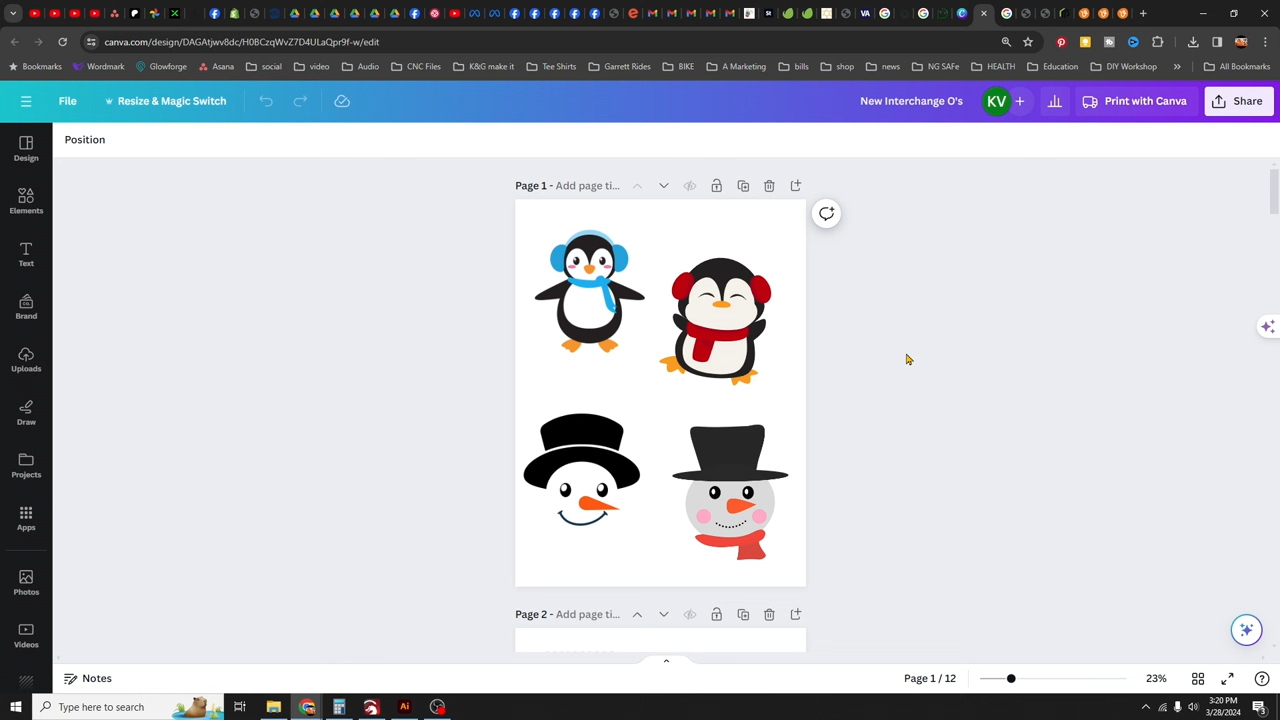 canva.com/design/DAGAtjwv8dc/H0BCzqWvZ7D4ULaQpr9f-w/edit
Bookmarks Wordmark Glowforge Asana social video Audio CNC Files K&G make it Tee Shirts Garrett Rides BIKE A Marketing bills shop news NG SAFe HEALTH Education DIY Workshop » All Bookmarks
File Resize & Magic Switch New Interchange O's KV + Print with Canva Share
Position
Design
Elements
Text
Brand
Uploads
Draw
Projects
Apps
Photos
Videos
Page 1 - Add page ti...
Page 2 - Add page ti...
Notes Page 1 / 12 23%
Type here to search
3:20 PM
3/28/2024